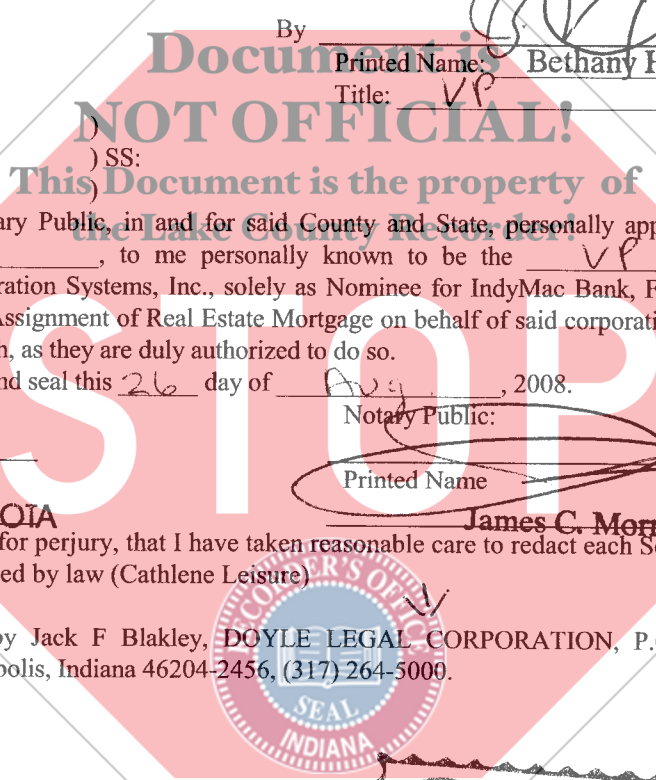 By
Document is
Printed Name: Bethany H
Title: VP
NOT OFFICIAL!
)
) SS:
)
This Document is the property of
the Lake County Recorder!
ary Public, in and for said County and State, personally app
, to me personally known to be the VP
ration Systems, Inc., solely as Nominee for IndyMac Bank, F
Assignment of Real Estate Mortgage on behalf of said corporati
h, as they are duly authorized to do so.
nd seal this 26 day of Aug. , 2008.
Notary Public:
STOP
Printed Name
OTA
James C. Morr
for perjury, that I have taken reasonable care to redact each S
ed by law (Cathlene Leisure)
by Jack F Blakley, DOYLE LEGAL CORPORATION, P.
polis, Indiana 46204-2456, (317) 264-5000.
RECORDER'S OFFICE
SEAL
INDIANA